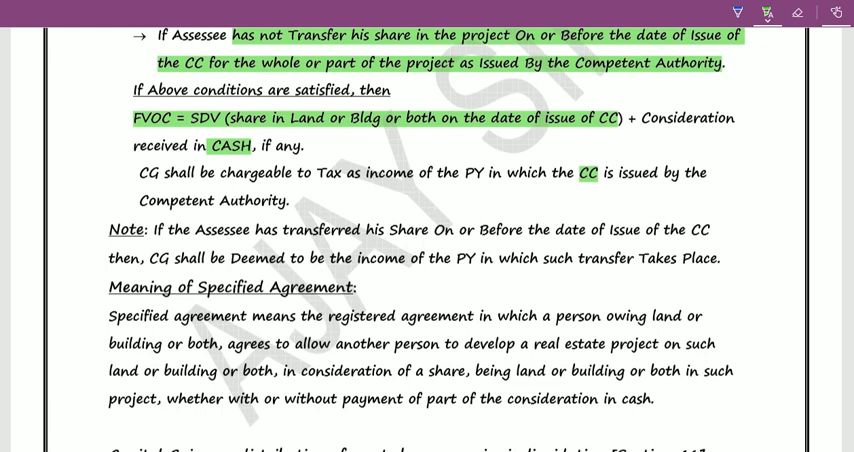 → If Assessee has not Transfer his share in the project On or Before the date of Issue of
the CC for the whole or part of the project as Issued By the Competent Authority.
If Above conditions are satisfied, then
FVOC = SDV (share in Land or Bldg or both on the date of issue of CC) + Consideration
received in CASH, if any.
CG shall be chargeable to Tax as income of the PY in which the CC is issued by the
Competent Authority.
Note: If the Assessee has transferred his Share On or Before the date of Issue of the CC
then, CG shall be Deemed to be the income of the PY in which such transfer Takes Place.
Meaning of Specified Agreement:
Specified agreement means the registered agreement in which a person owing land or
building or both, agrees to allow another person to develop a real estate project on such
land or building or both, in consideration of a share, being land or building or both in such
project, whether with or without payment of part of the consideration in cash.